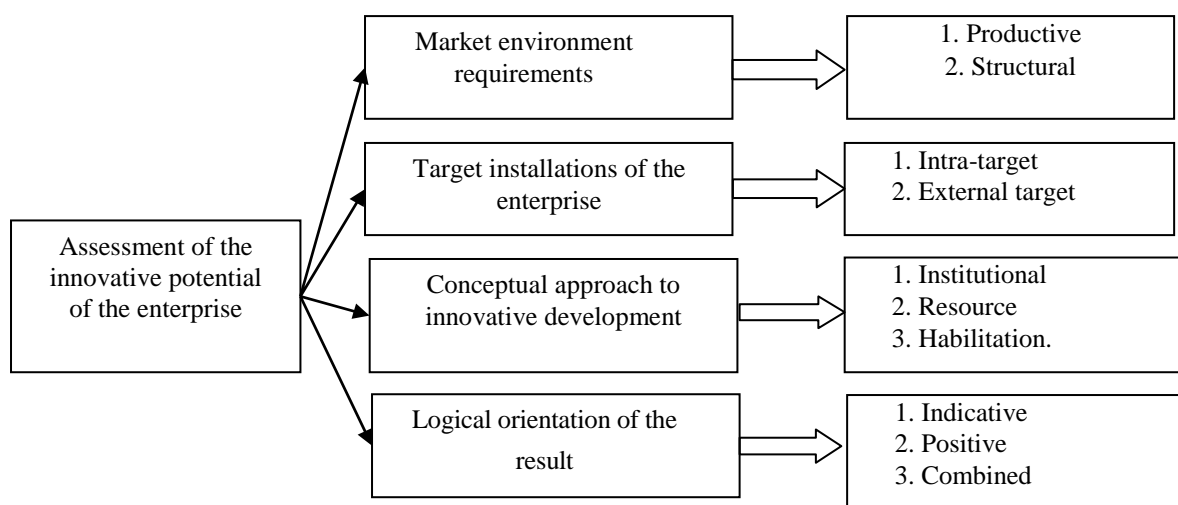 Assessment of the
innovative potential
of the enterprise
Market environment
requirements
1. Productive
2. Structural
Target installations of the
enterprise
1. Intra-target
2. External target
Conceptual approach to
innovative development
1. Institutional
2. Resource
3. Habilitation.
Logical orientation of the
result
1. Indicative
2. Positive
3. Combined